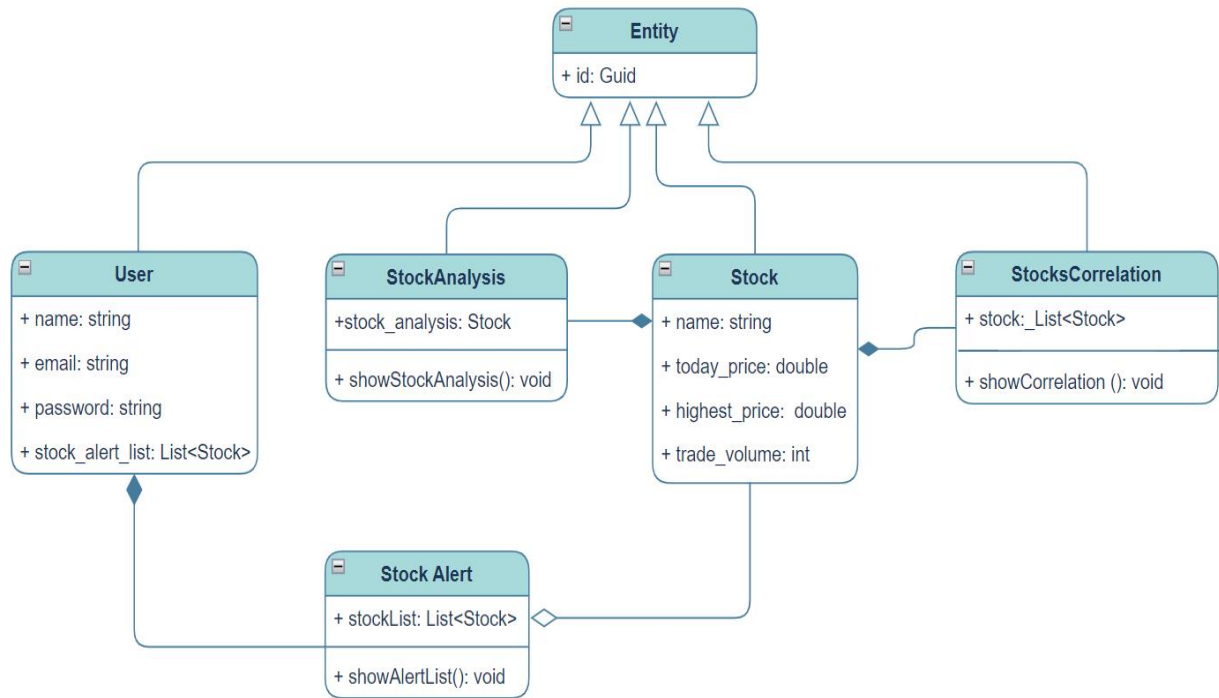 Entity
+ id: Guid
User
+ name: string
+ email: string
+ password: string
+ stock_alert_list: List<Stock>
StockAnalysis
+stock_analysis: Stock
+ showStockAnalysis(): void
Stock
+ name: string
+ today_price: double
+ highest_price:  double
+ trade_volume: int
StocksCorrelation
+ stock:_List<Stock>
+ showCorrelation (): void
Stock Alert
+ stockList: List<Stock>
+ showAlertList(): void